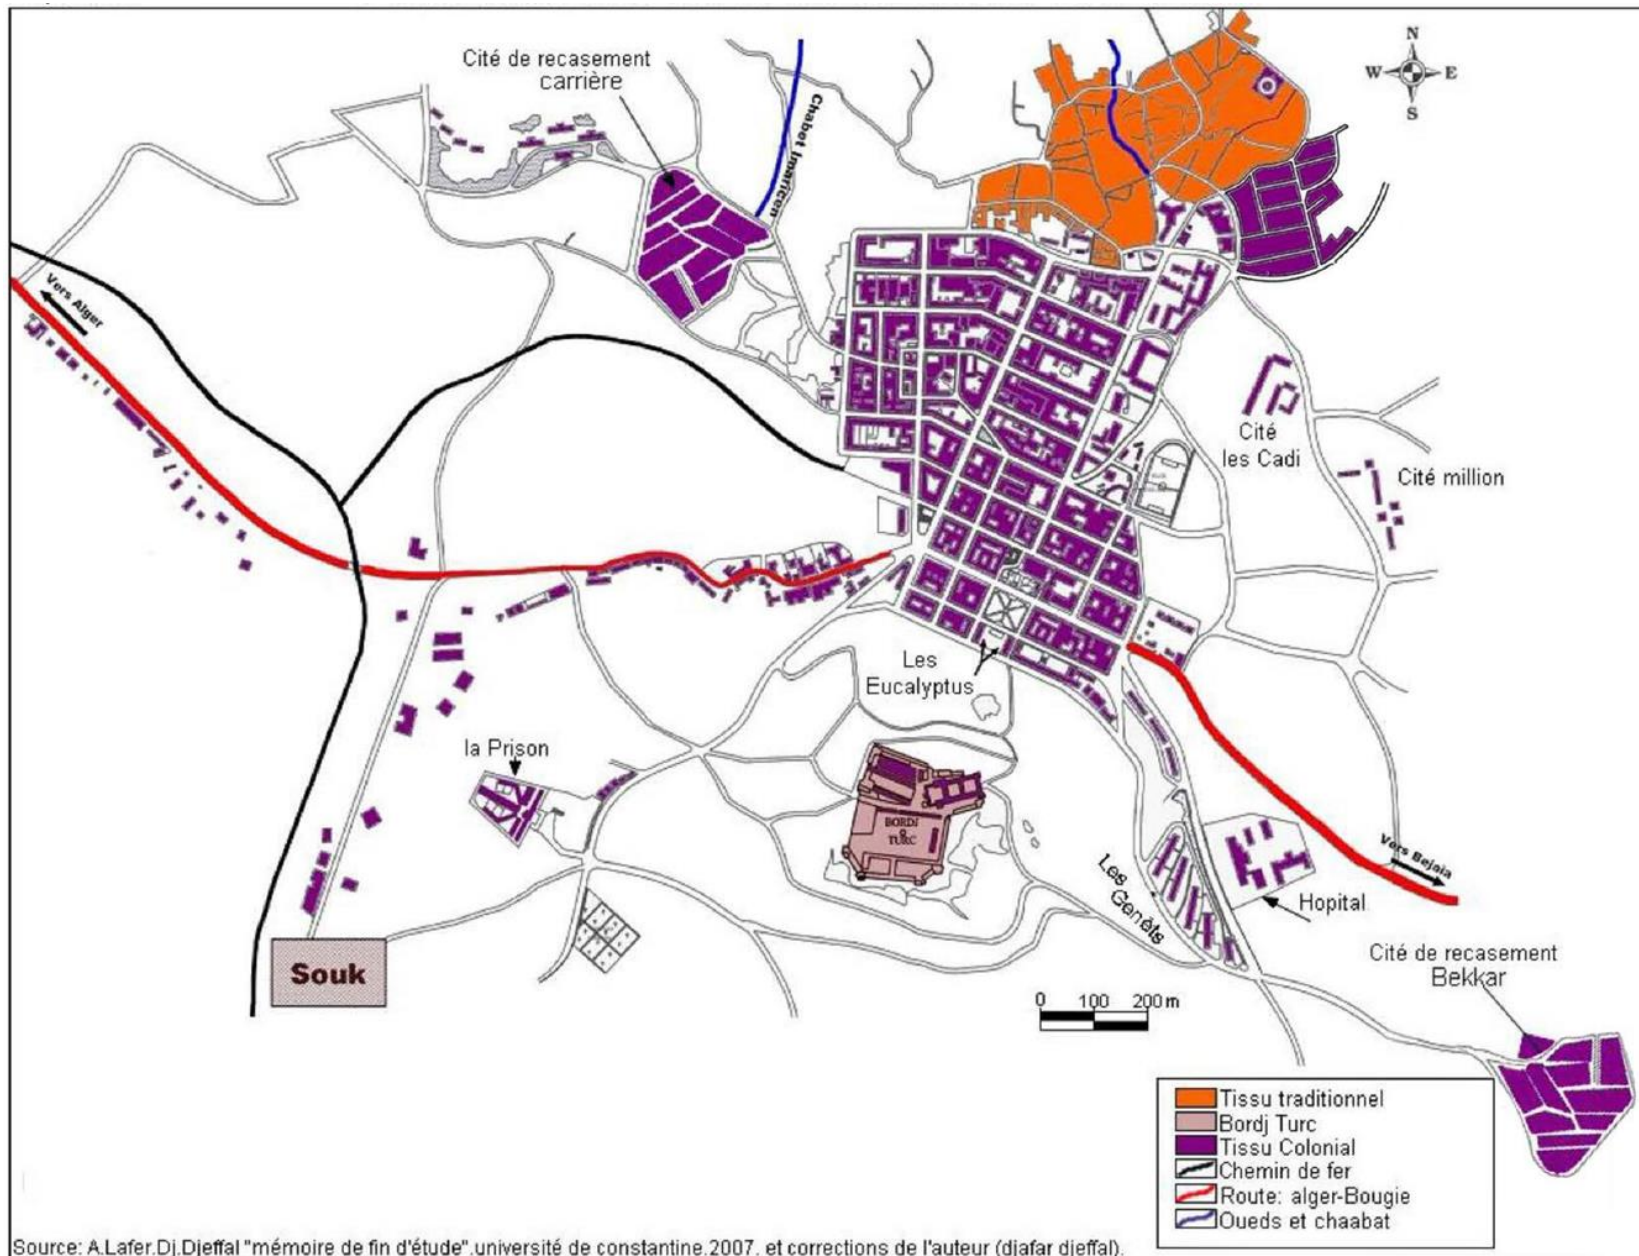 N
W E
S
Cité de recasement
carrière
Chabet Imaricen
Vers Alger
Cité
les Cadi
Cité million
Les
Eucalyptus
la Prison
BORDJ
TURC
Vers Bejaia
Les Genêts
Hopital
Cité de recasement
Bekkar
Souk
0 100 200 m
Tissu traditionnel
Bordj Turc
Tissu Colonial
Chemin de fer
Route: alger-Bougie
Oueds et chaabat
Source: A.Lafer.Dj.Djeffal "mémoire de fin d'étude".université de constantine.2007. et corrections de l'auteur (djafar djeffal).